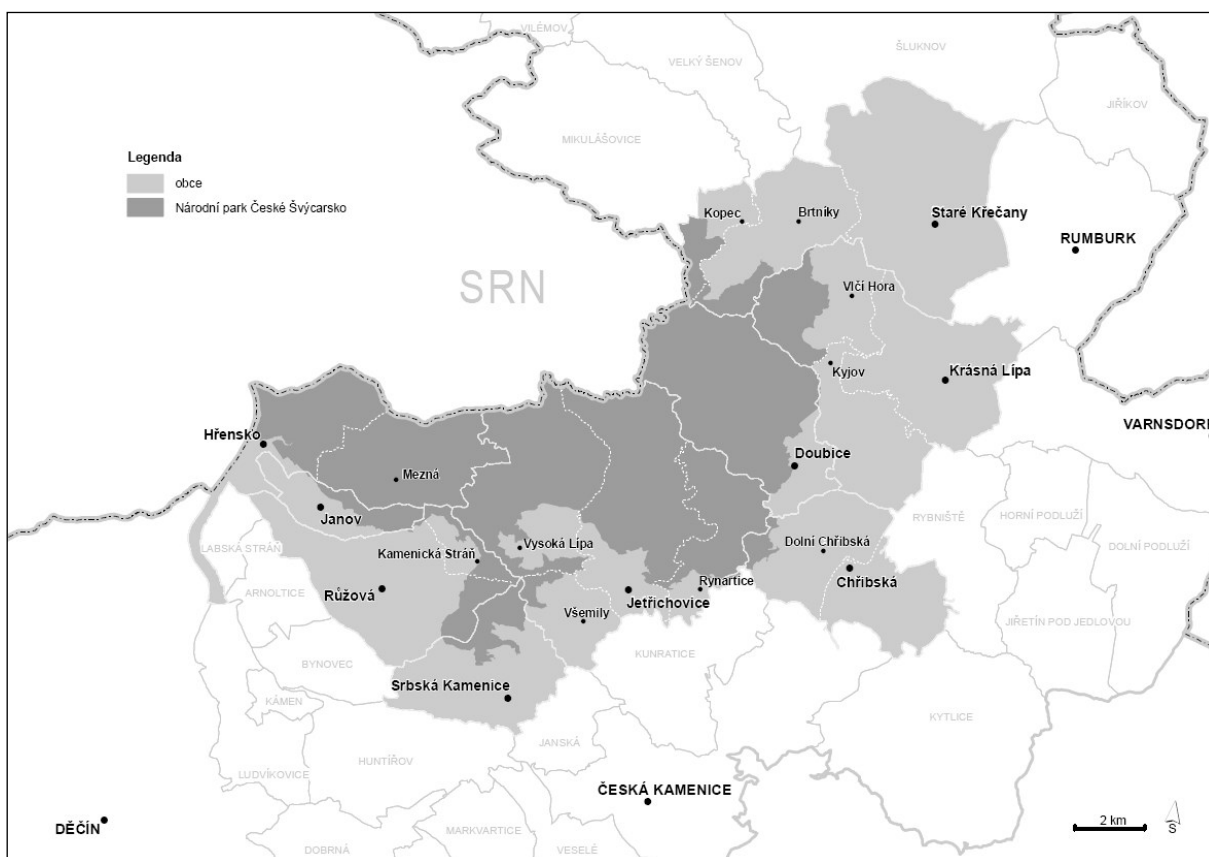 VILÉMOV
ŠLUKNOV
VELKÝ ŠENOV
JIŘÍKOV
MIKULÁŠOVICE
Legenda
obce
Národní park České Švýcarsko
Kopec
Brtníky
Staré Křečany
RUMBURK
SRN
Vlčí Hora
Kyjov
Krásná Lípa
VARNSDORF
Hřensko
Mezná
Doubice
Janov
RYBNIŠTĚ
HORNÍ PODLUŽÍ
DOLNÍ PODLUŽÍ
LABSKÁ STRÁŇ
Kamenická Stráň
Vysoká Lípa
Dolní Chřibská
Chřibská
ARNOLTICE
Růžová
Jetřichovice
Rynartice
Všemily
JIŘETÍN POD JEDLOVOU
BYNOVEC
KUNRATICE
Srbská Kamenice
KÁMEN
KYTLICE
JANSKÁ
HUNTÍŘOV
LUDVÍKOVICE
ČESKÁ KAMENICE
DĚČÍN
MARKVARTICE
DOBRNÁ
VESELÉ
2 km
S